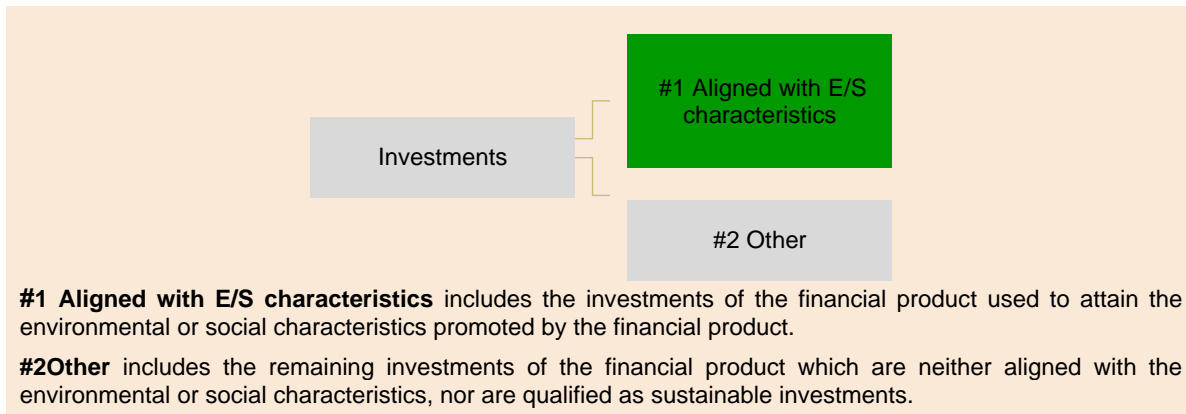 #1 Aligned with E/S
characteristics
Investments
#2 Other
#1 Aligned with E/S characteristics includes the investments of the financial product used to attain the
environmental or social characteristics promoted by the financial product.
#2Other includes the remaining investments of the financial product which are neither aligned with the
environmental or social characteristics, nor are qualified as sustainable investments.